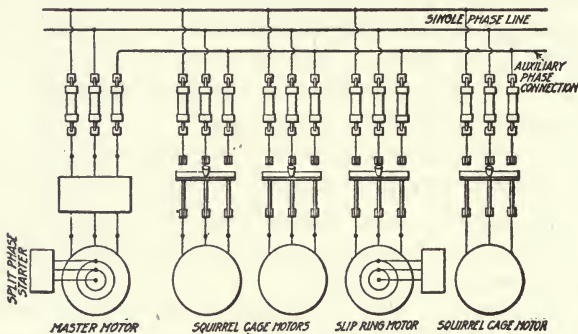 SINGLE PHASE LINE
AUXILIARY
PHASE
CONNECTION
SPLIT PHASE
STARTER
MASTER MOTOR
SQUIRREL CAGE MOTORS
SLIP RING MOTOR
SQUIRREL CAGE MOTOR